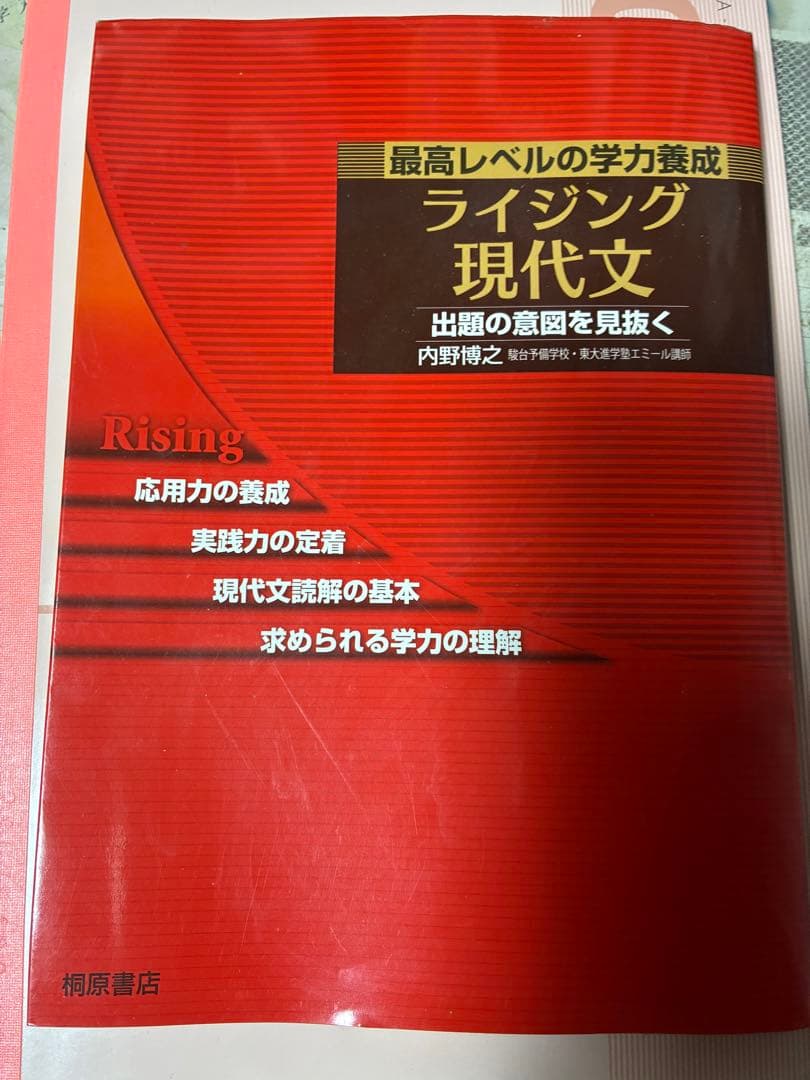 最高レベルの学力養成
ライジング
現代文
出題の意図を見抜く
内野博之 駿台予備学校・東大進学塾エミール講師
Rising
応用力の養成
実践力の定着
現代文読解の基本
求められる学力の理解
桐原書店